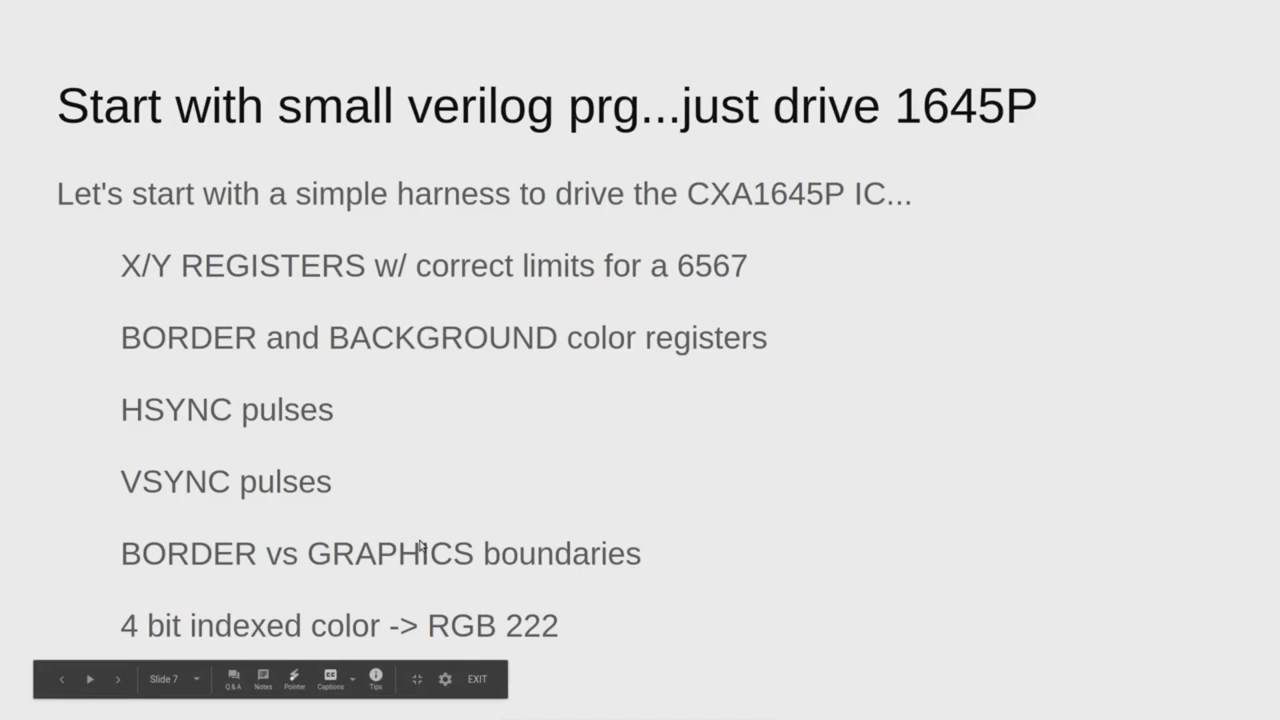 Start with small verilog prg...just drive 1645P
Let's start with a simple harness to drive the CXA1645P IC...
X/Y REGISTERS w/ correct limits for a 6567
BORDER and BACKGROUND color registers
HSYNC pulses
VSYNC pulses
BORDER vs GRAPHICS boundaries
4 bit indexed color -> RGB 222
Slide 7 Q&A Notes Pointer Captions CC Tips EXIT